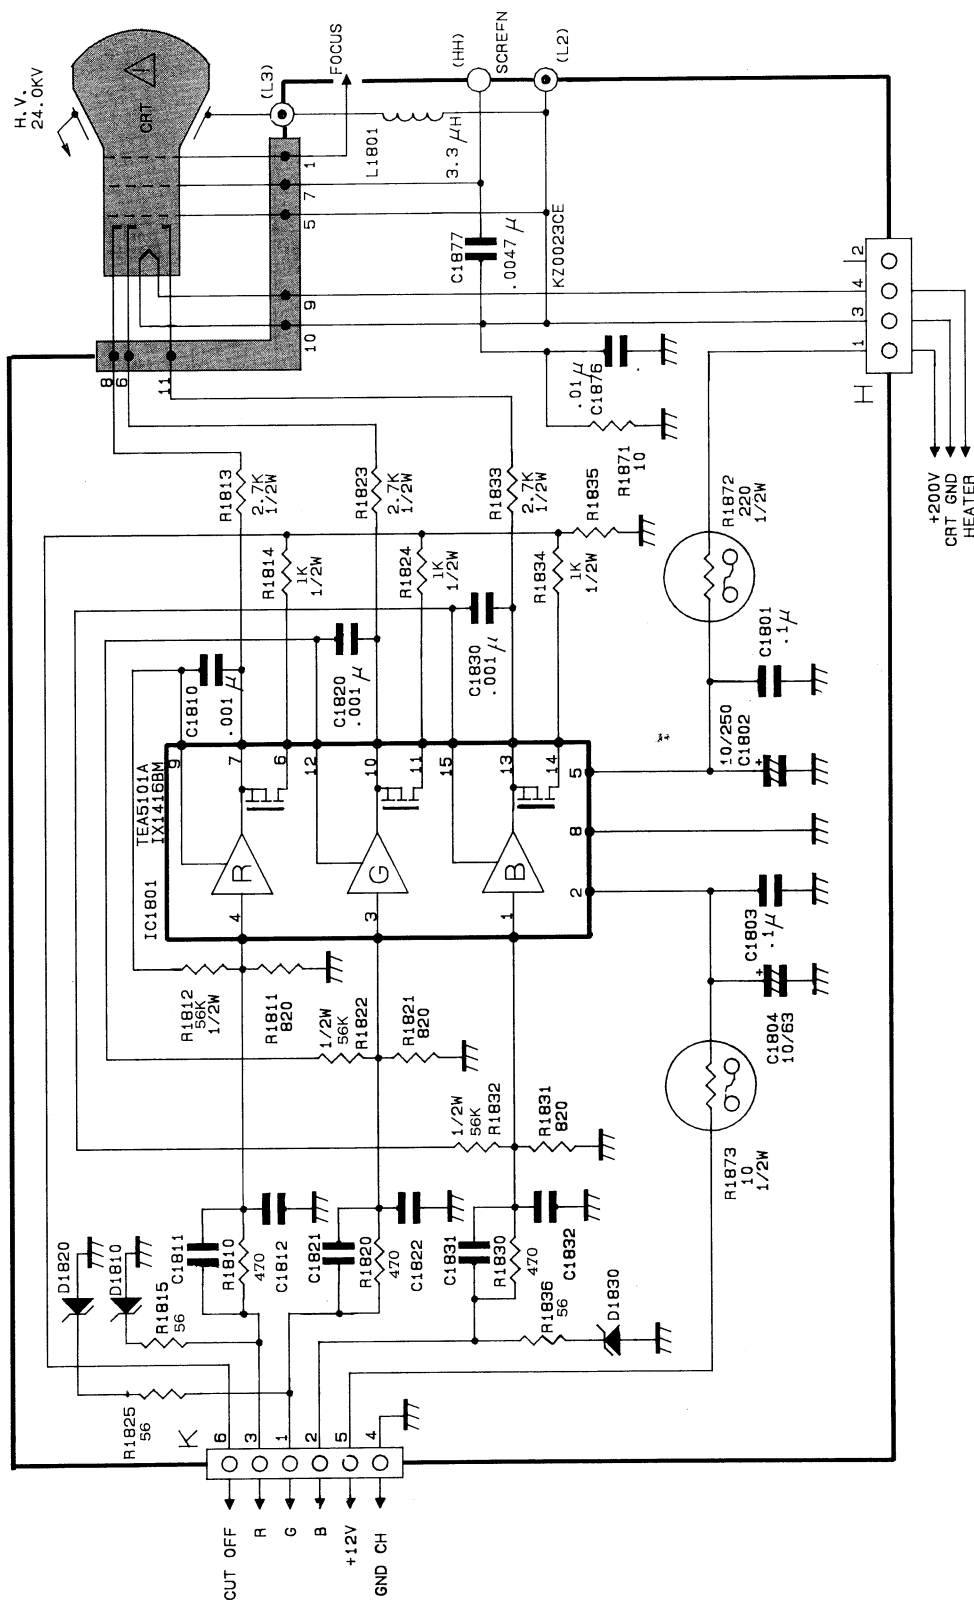 H.V.
24.0KV
CRT
(L3)
FOCUS
(HH)
SCREFN
(L2)
L1801
3.3 μH
1
7
5
9
10
8
6
11
C1877
.0047 μ
KZ0023CE
.01μ
C1876
R1871
10
2
4
3
1
H
+200V
CRT GND
HEATER
R1813
2.7K
1/2W
R1814
1K
1/2W
R1823
2.7K
1/2W
R1824
1K
1/2W
R1833
2.7K
1/2W
R1834
1K
1/2W
R1835
R1872
220
1/2W
C1810
.001 μ
C1820
.001 μ
C1830
.001 μ
C1801
.1μ
10/250
C1802
TEA5101A
IX1416BM
IC1801
9
7
6
12
10
11
15
13
14
5
8
2
R
G
B
4
3
1
C1803
.1μ
C1804
10/63
R1812
56K
1/2W
R1811
820
1/2W
56K
R1822
R1821
820
1/2W
56K
R1832
R1831
820
R1873
10
1/2W
D1820
D1810
R1815
56
C1811
R1810
470
C1812
C1821
R1820
470
C1822
C1831
R1830
470
C1832
R1836
56
D1830
R1825
56
K
6
3
1
2
5
4
CUT OFF
R
G
B
+12V
GND CH